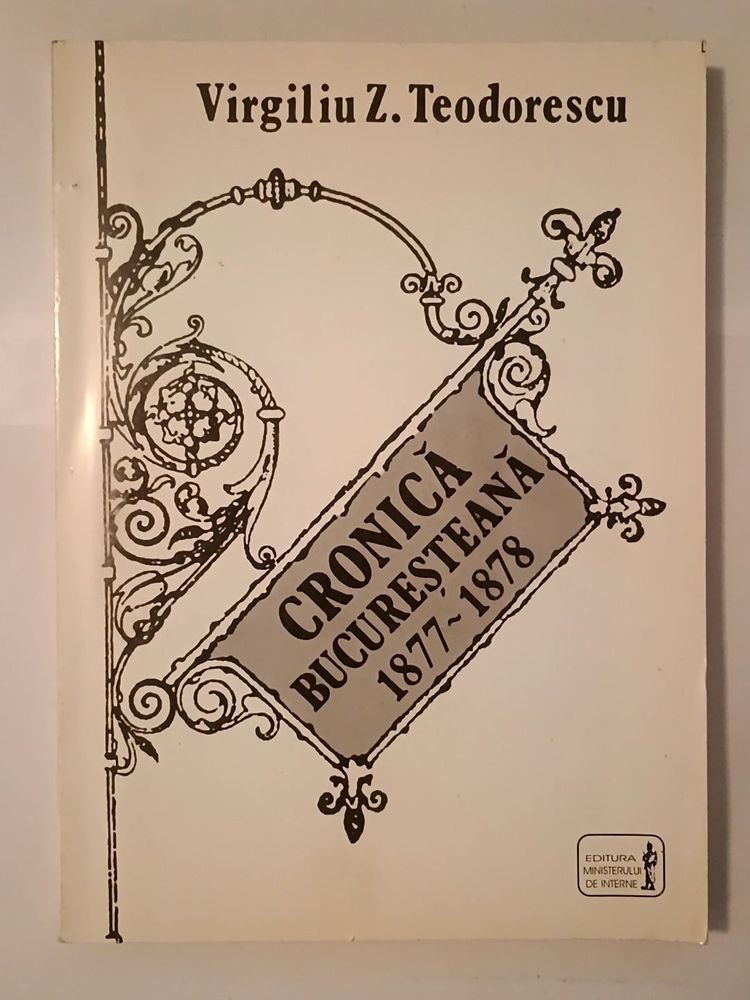 Virgiliu Z. Teodorescu
CRONICĂ
BUCUREȘTEANĂ
1877~1878
EDITURA
MINISTERULUI
DE INTERNE